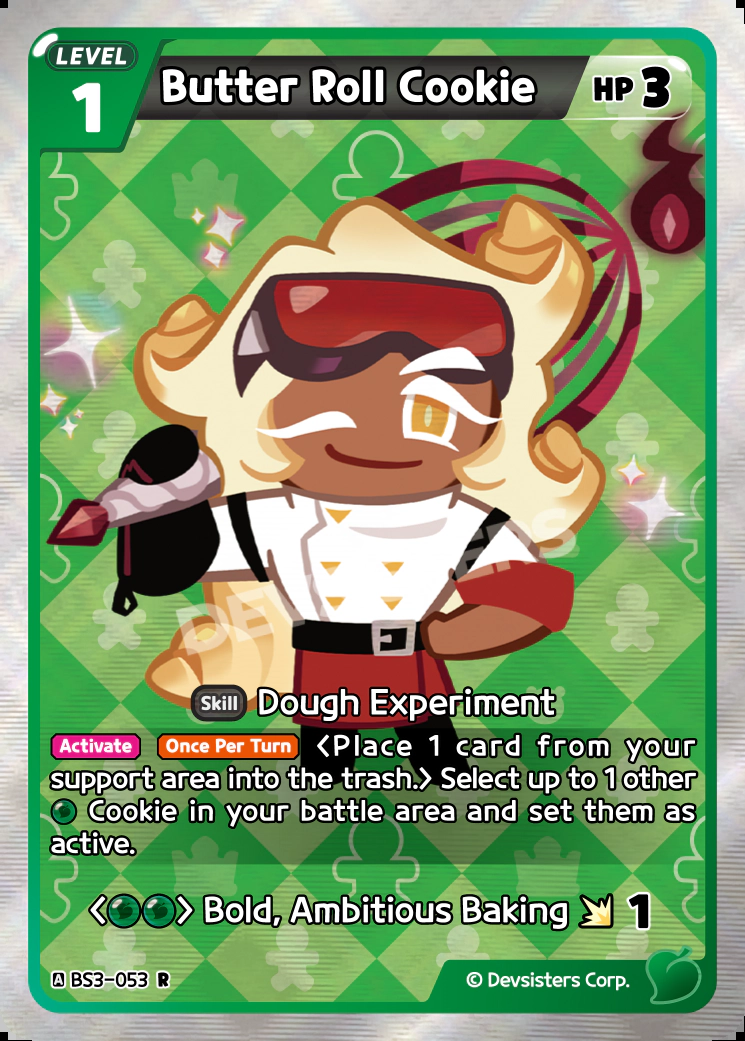 LEVEL
1
Butter Roll Cookie
HP 3
Skill Dough Experiment
Activate Once Per Turn <Place 1 card from your
support area into the trash.> Select up to 1 other
Cookie in your battle area and set them as
active.
< > Bold, Ambitious Baking 1
A BS3-053 R
© Devsisters Corp.